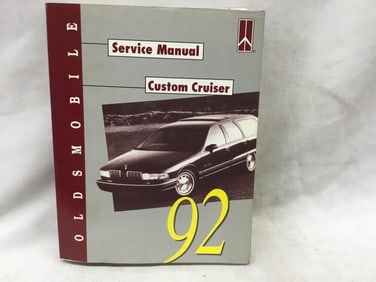 OLDSMOBILE
Service Manual
Custom Cruiser
92